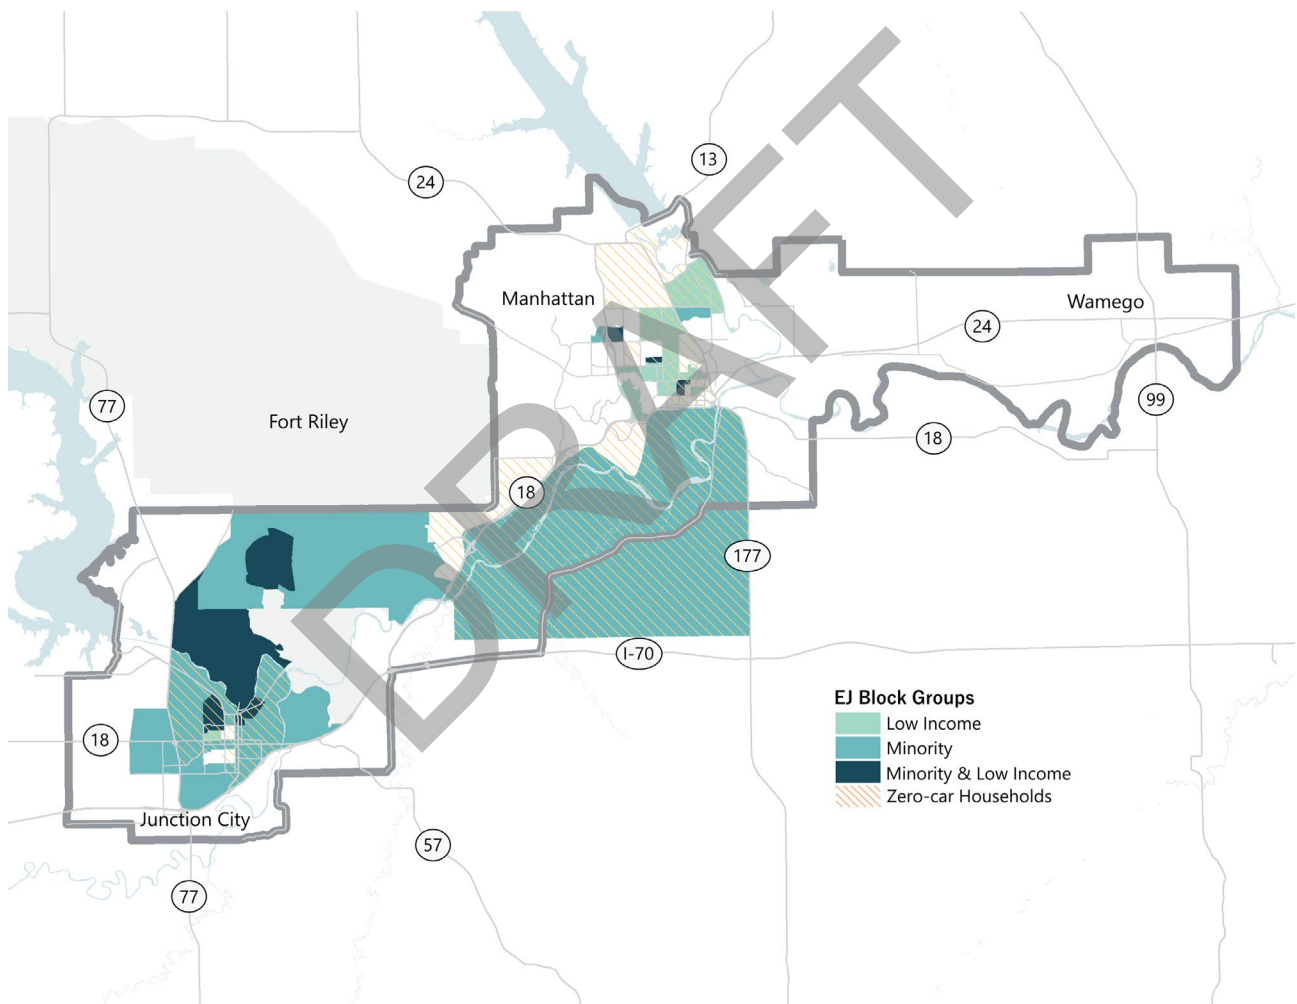 13
24
Manhattan
Wamego
24
77
99
Fort Riley
18
18
177
I-70
EJ Block Groups
Low Income
18
Minority
Minority & Low Income
Zero-car Households
Junction City
57
77
DRAFT